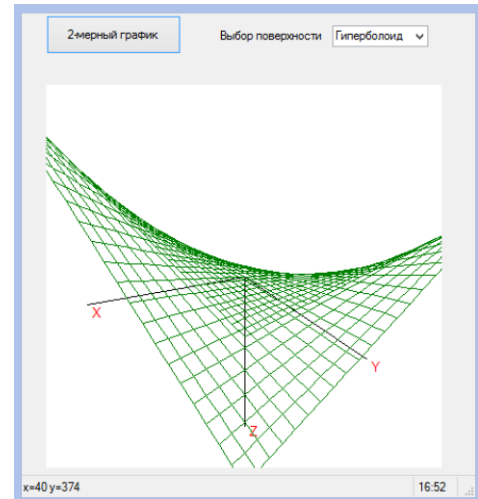 2-мерный график Выбор поверхности Гиперболоид
X
Y
Z
x=40 y=374 16:52